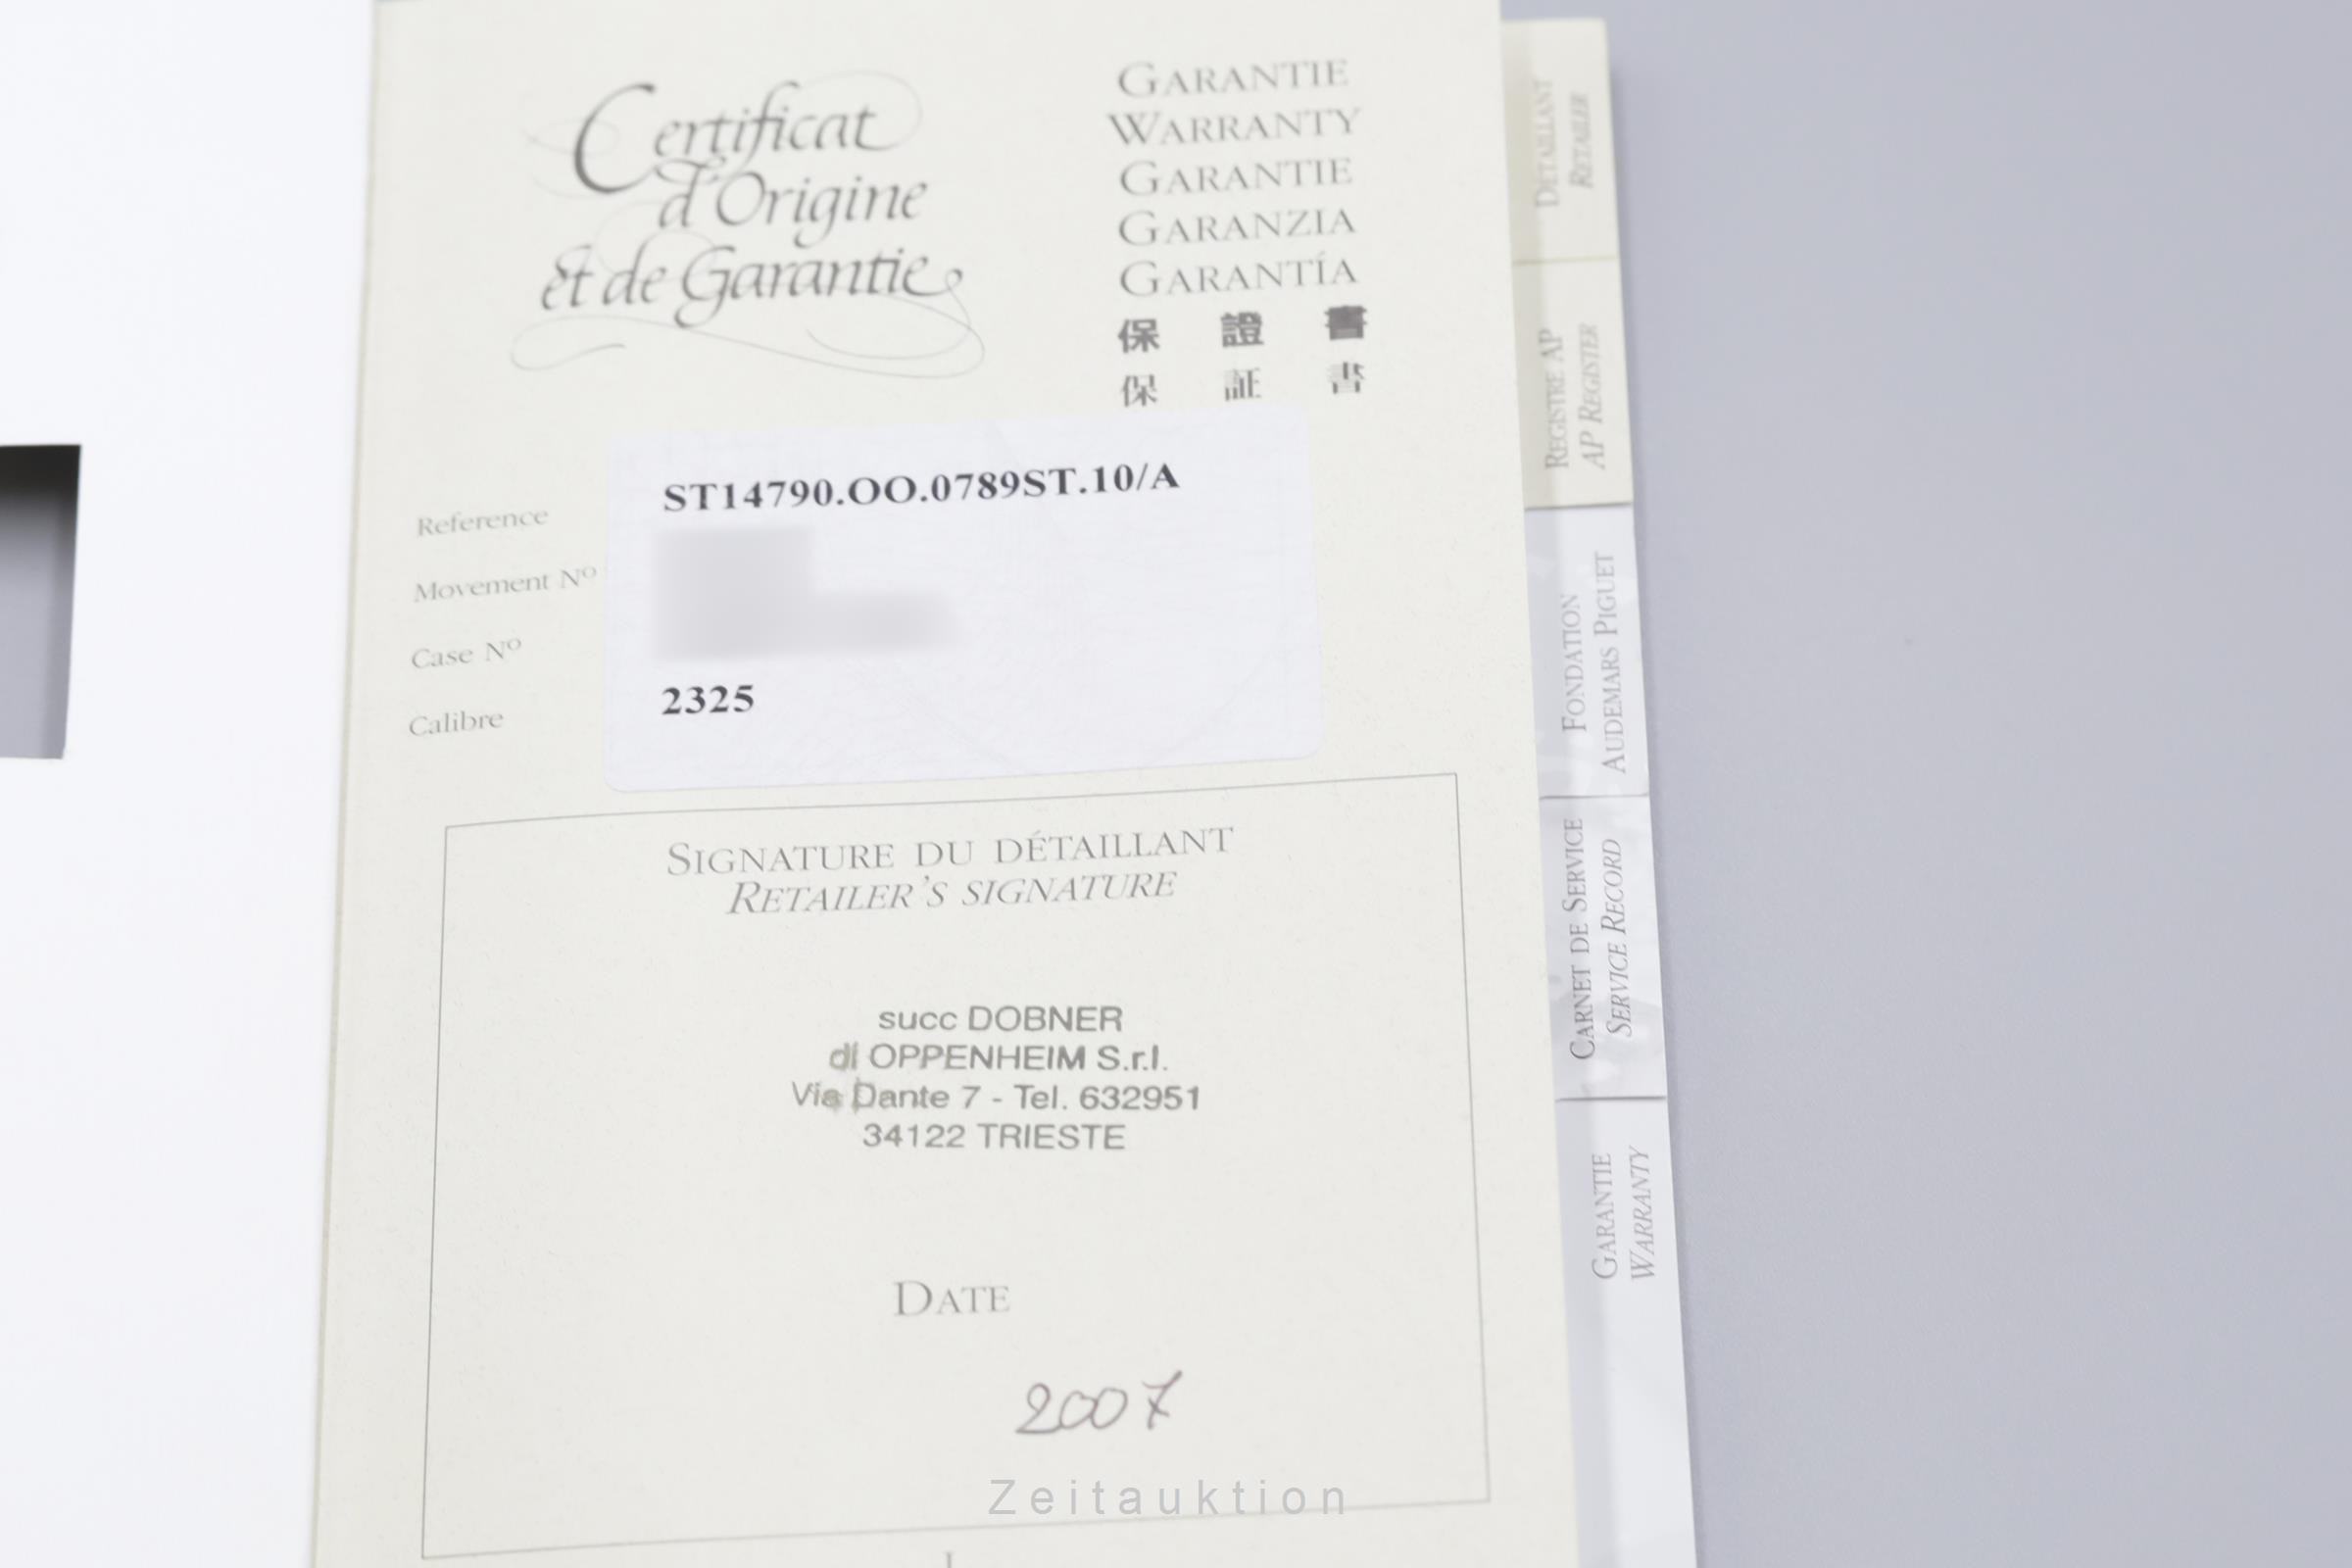 Certificat
d'Origine
et de Garantie
GARANTIE
WARRANTY
GARANTIE
GARANZIA
GARANTÍA
保 證 書
保 証 書
Reference ST14790.OO.0789ST.10/A
Movement Nº
Case Nº
Calibre 2325
SIGNATURE DU DÉTAILLANT
RETAILER'S SIGNATURE
succ DOBNER
di OPPENHEIM S.r.l.
Via Dante 7 - Tel. 632951
34122 TRIESTE
DATE
2007
Zeitauktion
DÉTAILLANT
RETAILER
REGISTRE AP
AP REGISTER
FONDATION
AUDEMARS PIGUET
CARNET DE SERVICE
SERVICE RECORD
GARANTIE
WARRANTY